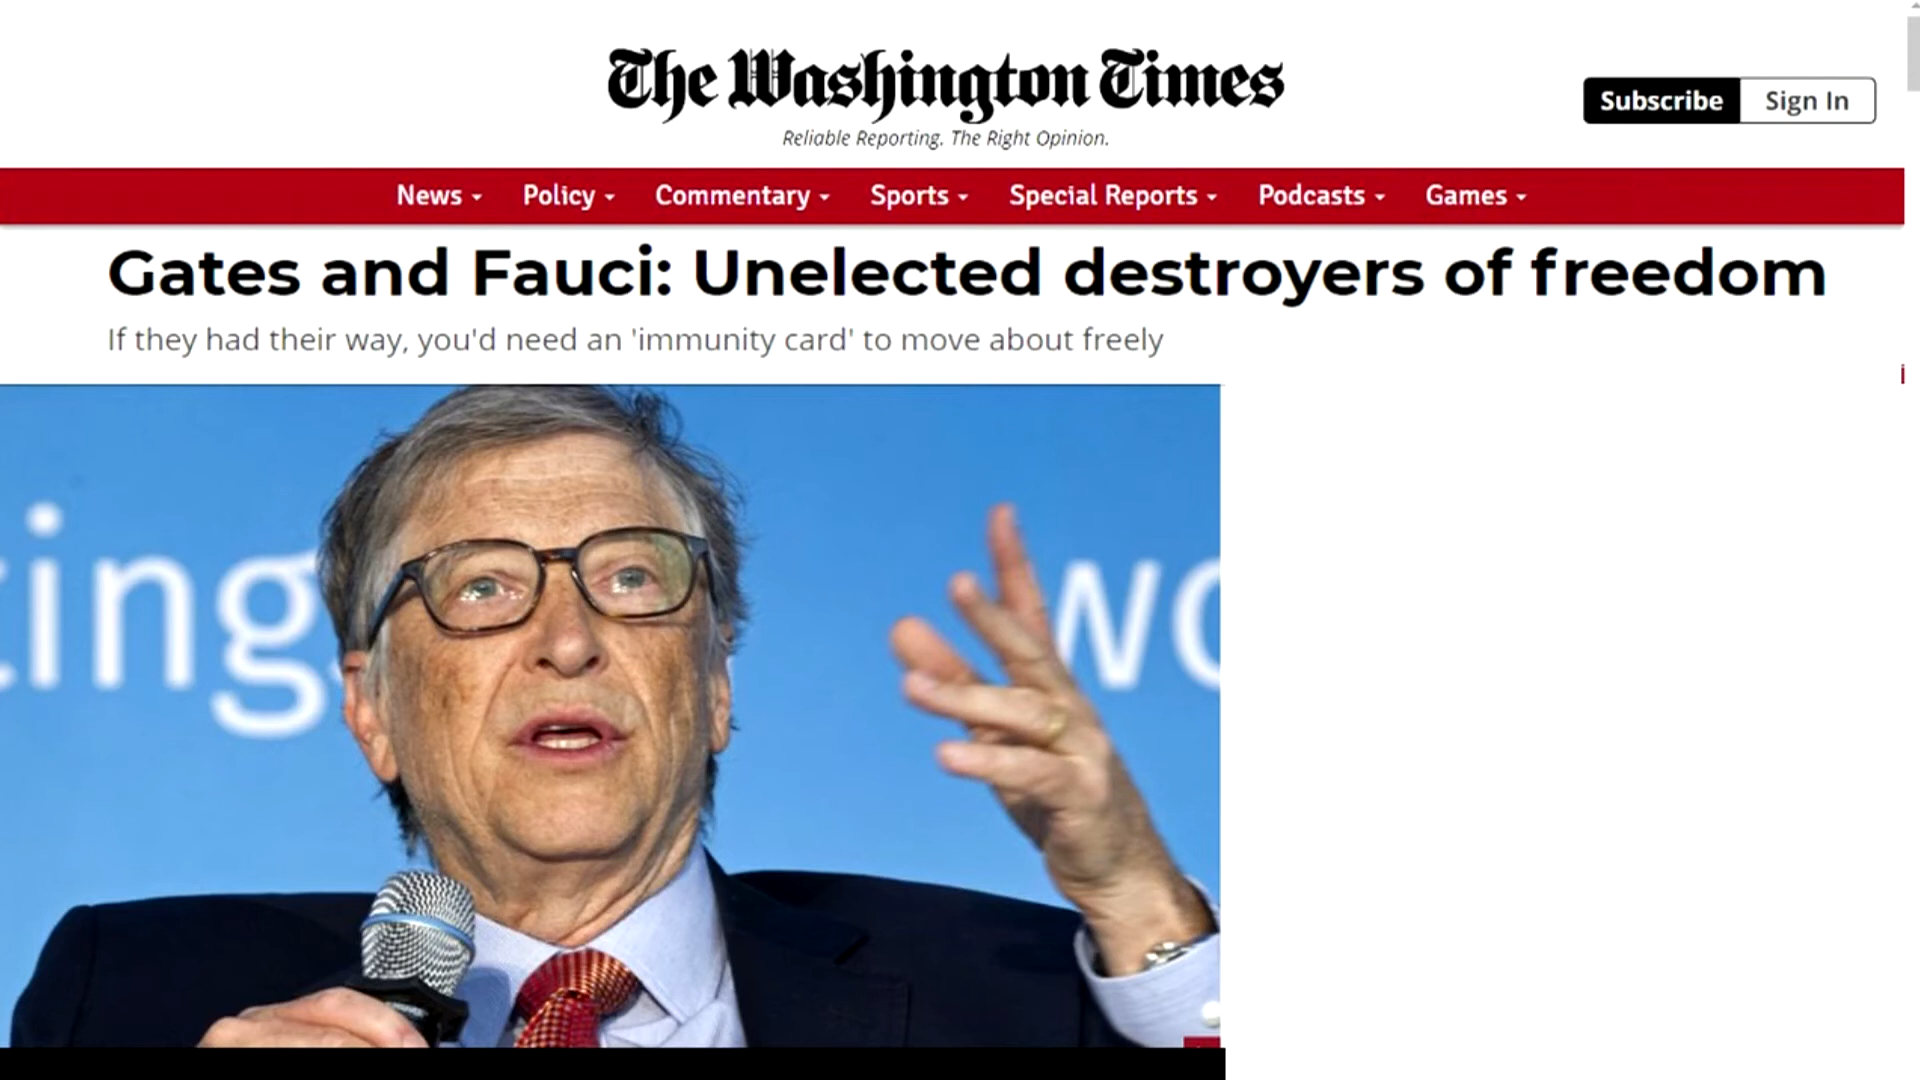 The Washington Times
Reliable Reporting. The Right Opinion.
Subscribe
Sign In
News
Policy
Commentary
Sports
Special Reports
Podcasts
Games
Gates and Fauci: Unelected destroyers of freedom
If they had their way, you'd need an 'immunity card' to move about freely
ting.
wo